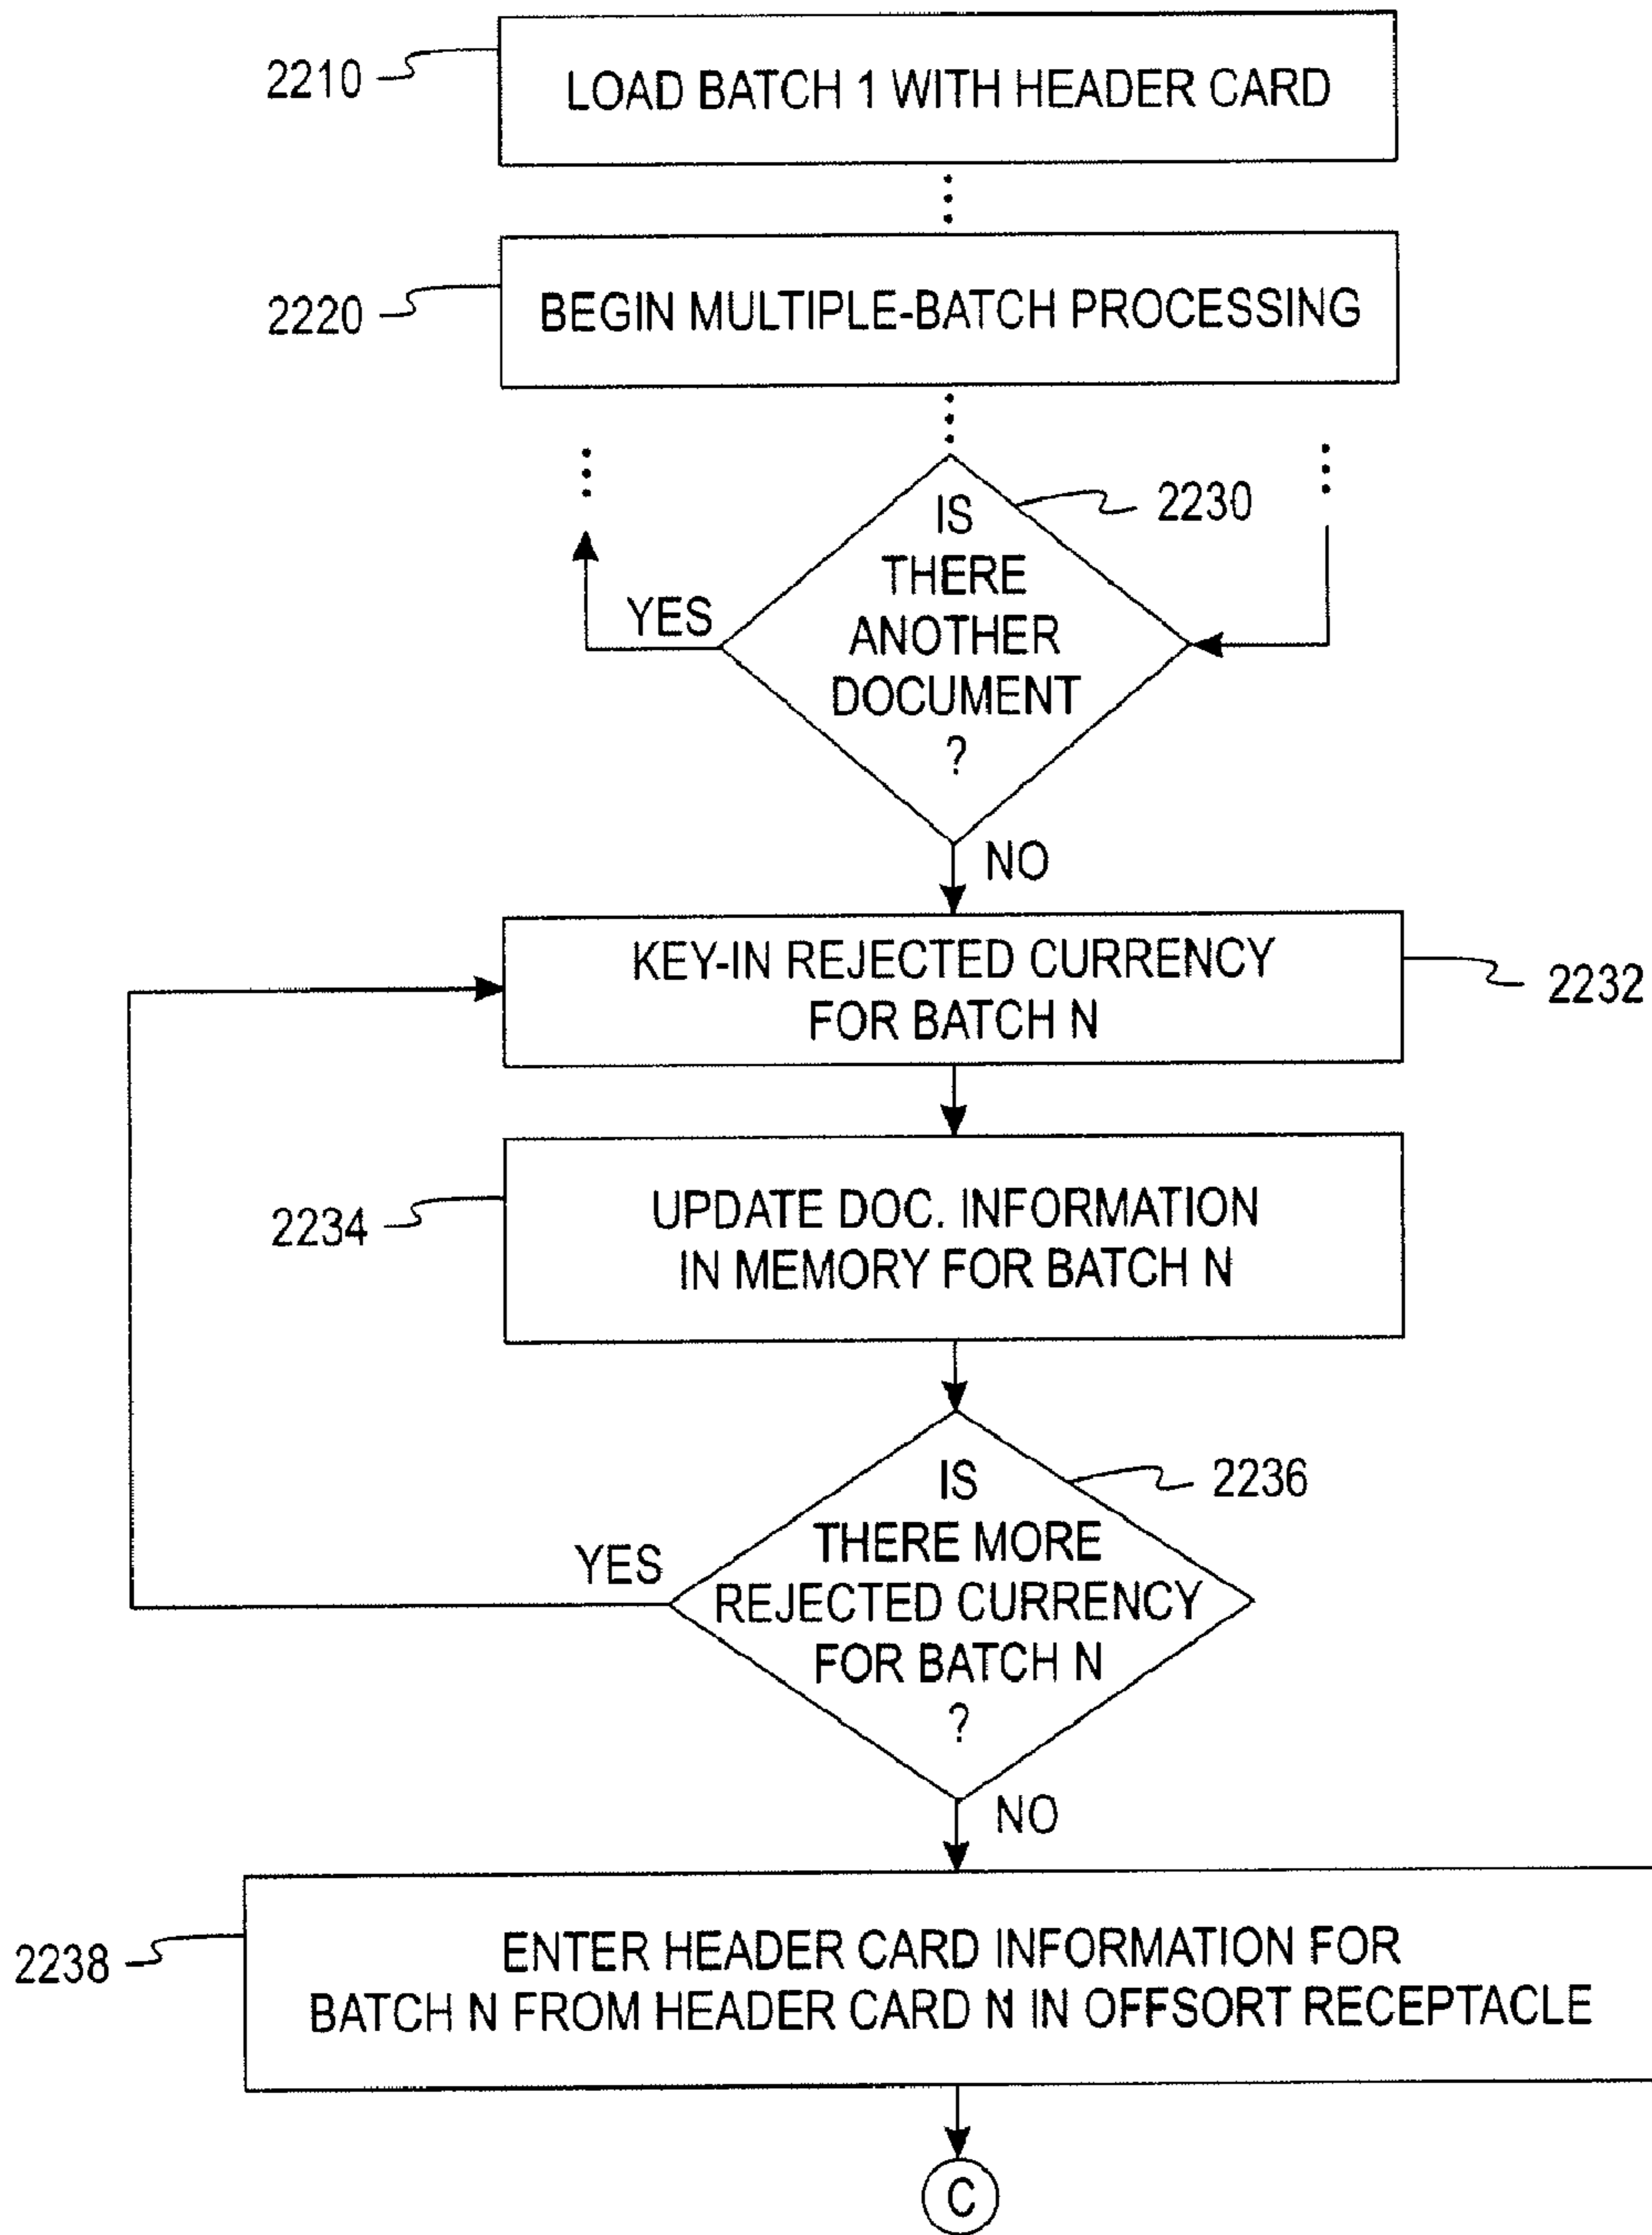 2210
LOAD BATCH 1 WITH HEADER CARD
2220
BEGIN MULTIPLE-BATCH PROCESSING
2230
IS
THERE
ANOTHER
DOCUMENT
?
YES
NO
KEY-IN REJECTED CURRENCY
FOR BATCH N
2232
2234
UPDATE DOC. INFORMATION
IN MEMORY FOR BATCH N
2236
IS
THERE MORE
REJECTED CURRENCY
FOR BATCH N
?
YES
NO
2238
ENTER HEADER CARD INFORMATION FOR
BATCH N FROM HEADER CARD N IN OFFSORT RECEPTACLE
C